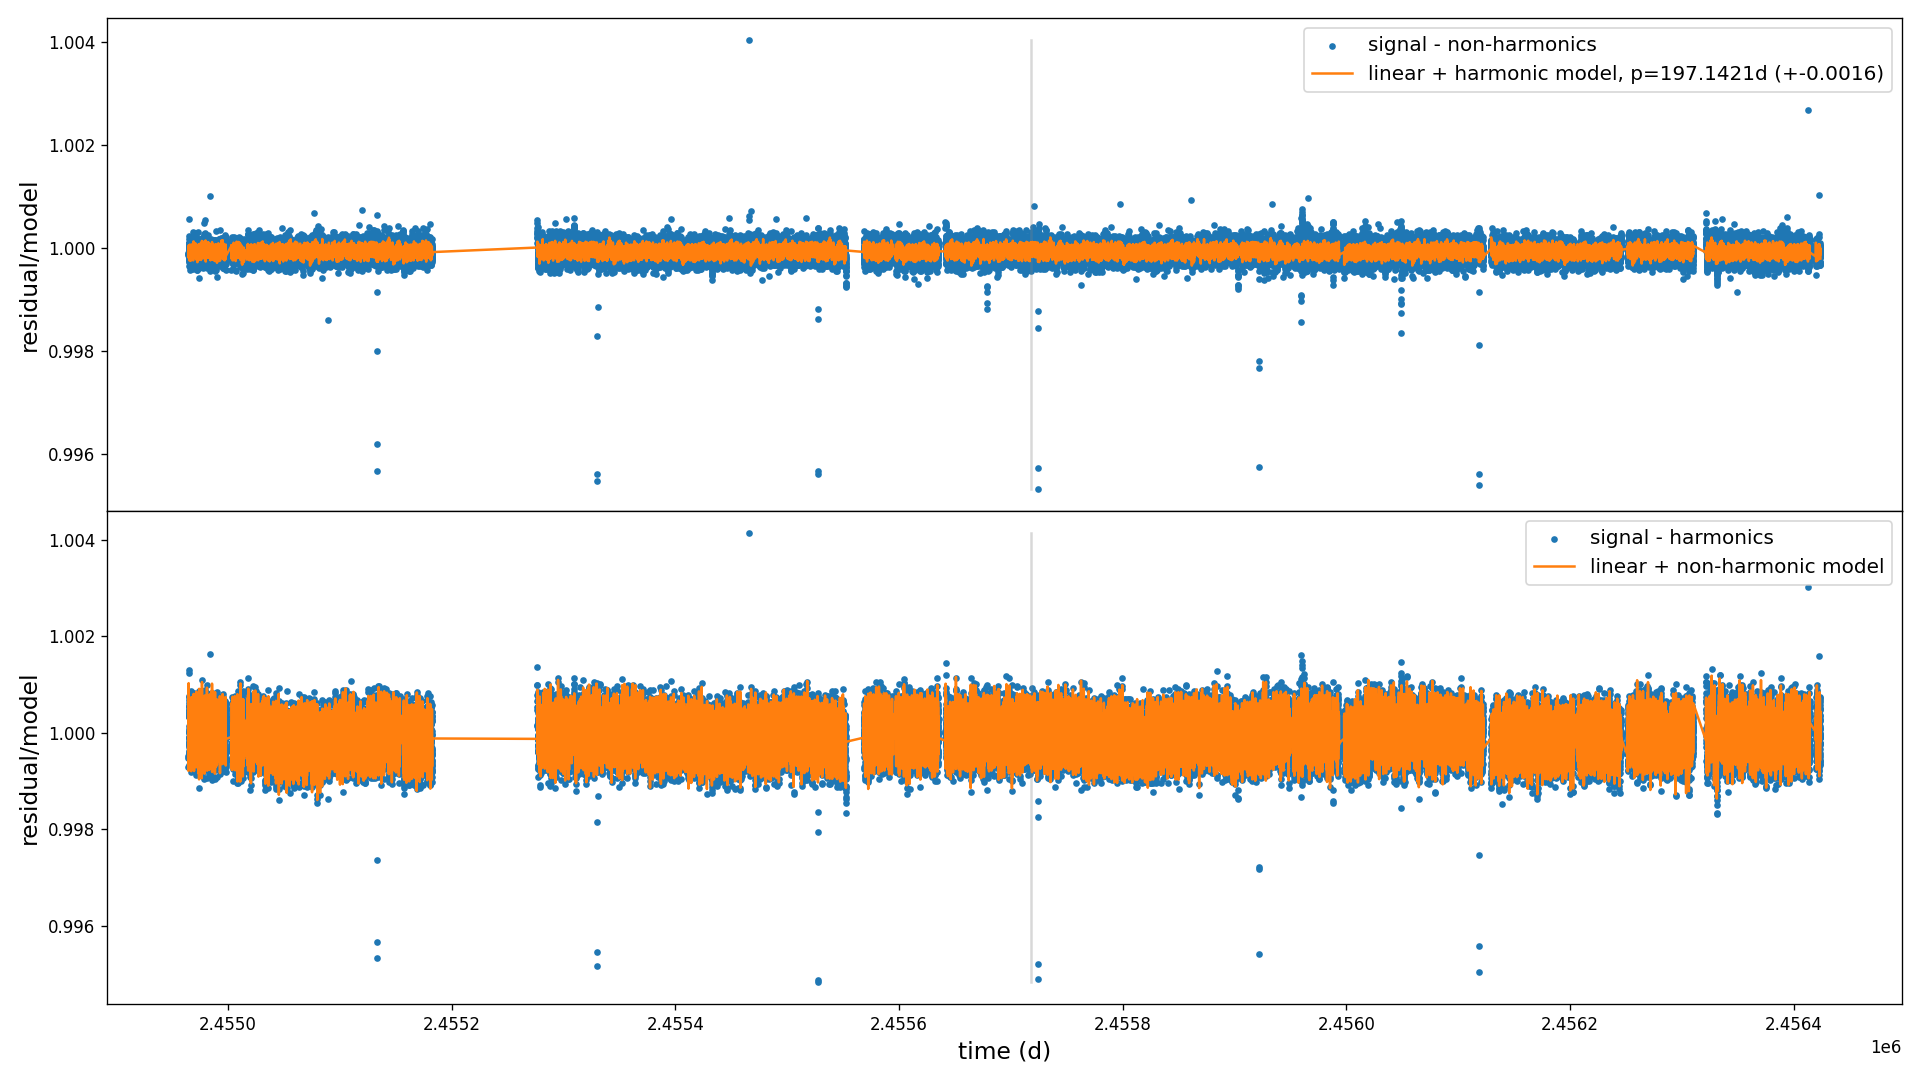 1.004
1.002
1.000
0.998
0.996
residual/model
signal - non-harmonics
linear + harmonic model, p=197.1421d (+-0.0016)
1.004
1.002
1.000
0.998
0.996
residual/model
signal - harmonics
linear + non-harmonic model
2.4550 2.4552 2.4554 2.4556 2.4558 2.4560 2.4562 2.4564
time (d)
1e6